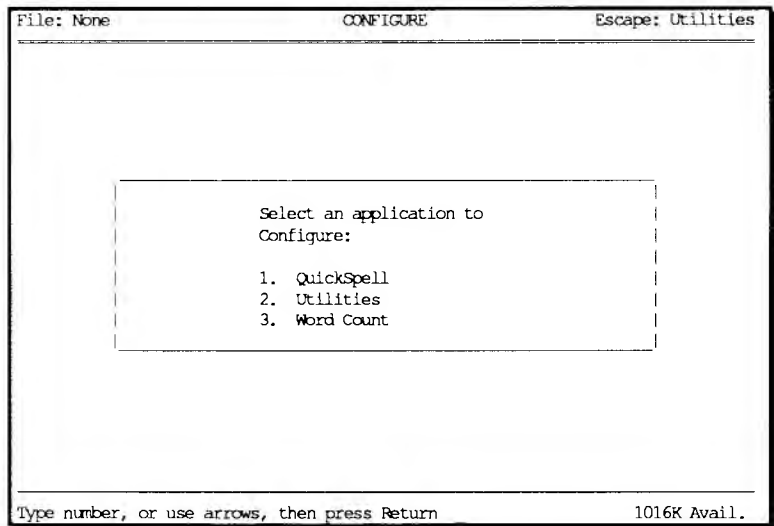 File: None CONFIGURE Escape: Utilities
Select an application to
Configure:
1. QuickSpell
2. Utilities
3. Word Count
Type number, or use arrows, then press Return 1016K Avail.